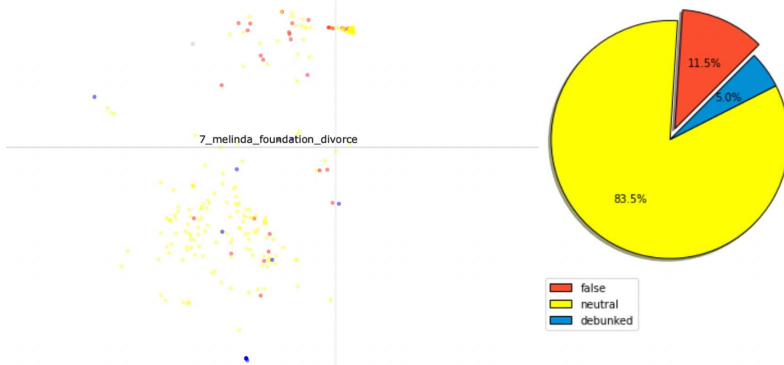 7_melinda_foundation_divorce
11.5%
5.0%
83.5%
false
neutral
debunked